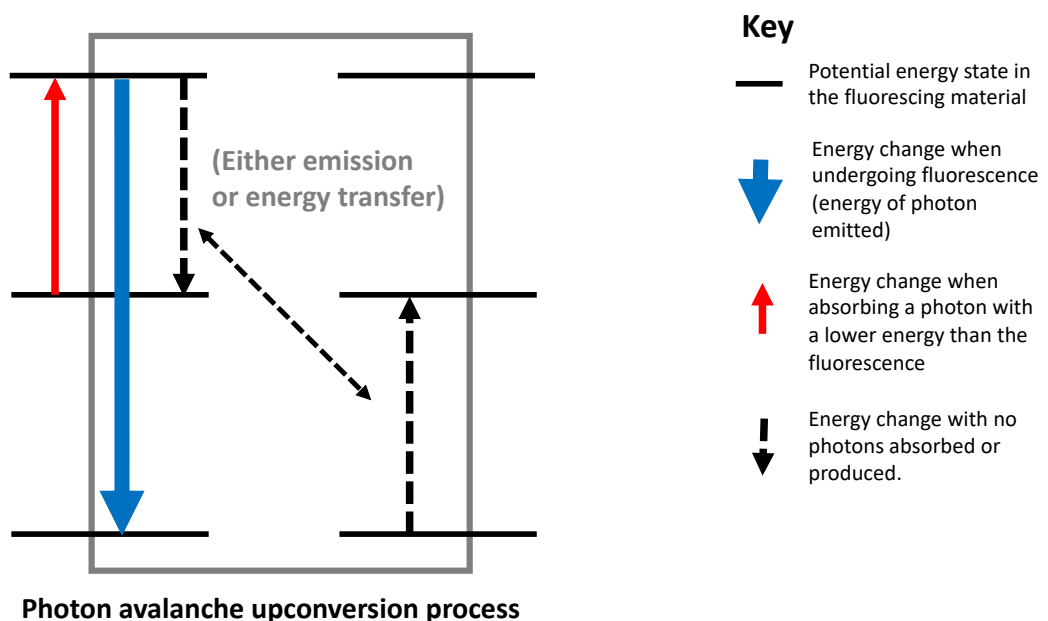 Key
Potential energy state in
the fluorescing material
Energy change when
undergoing fluorescence
(energy of photon
emitted)
(Either emission
or energy transfer)
Energy change when
absorbing a photon with
a lower energy than the
fluorescence
Energy change with no
photons absorbed or
produced.
Photon avalanche upconversion process